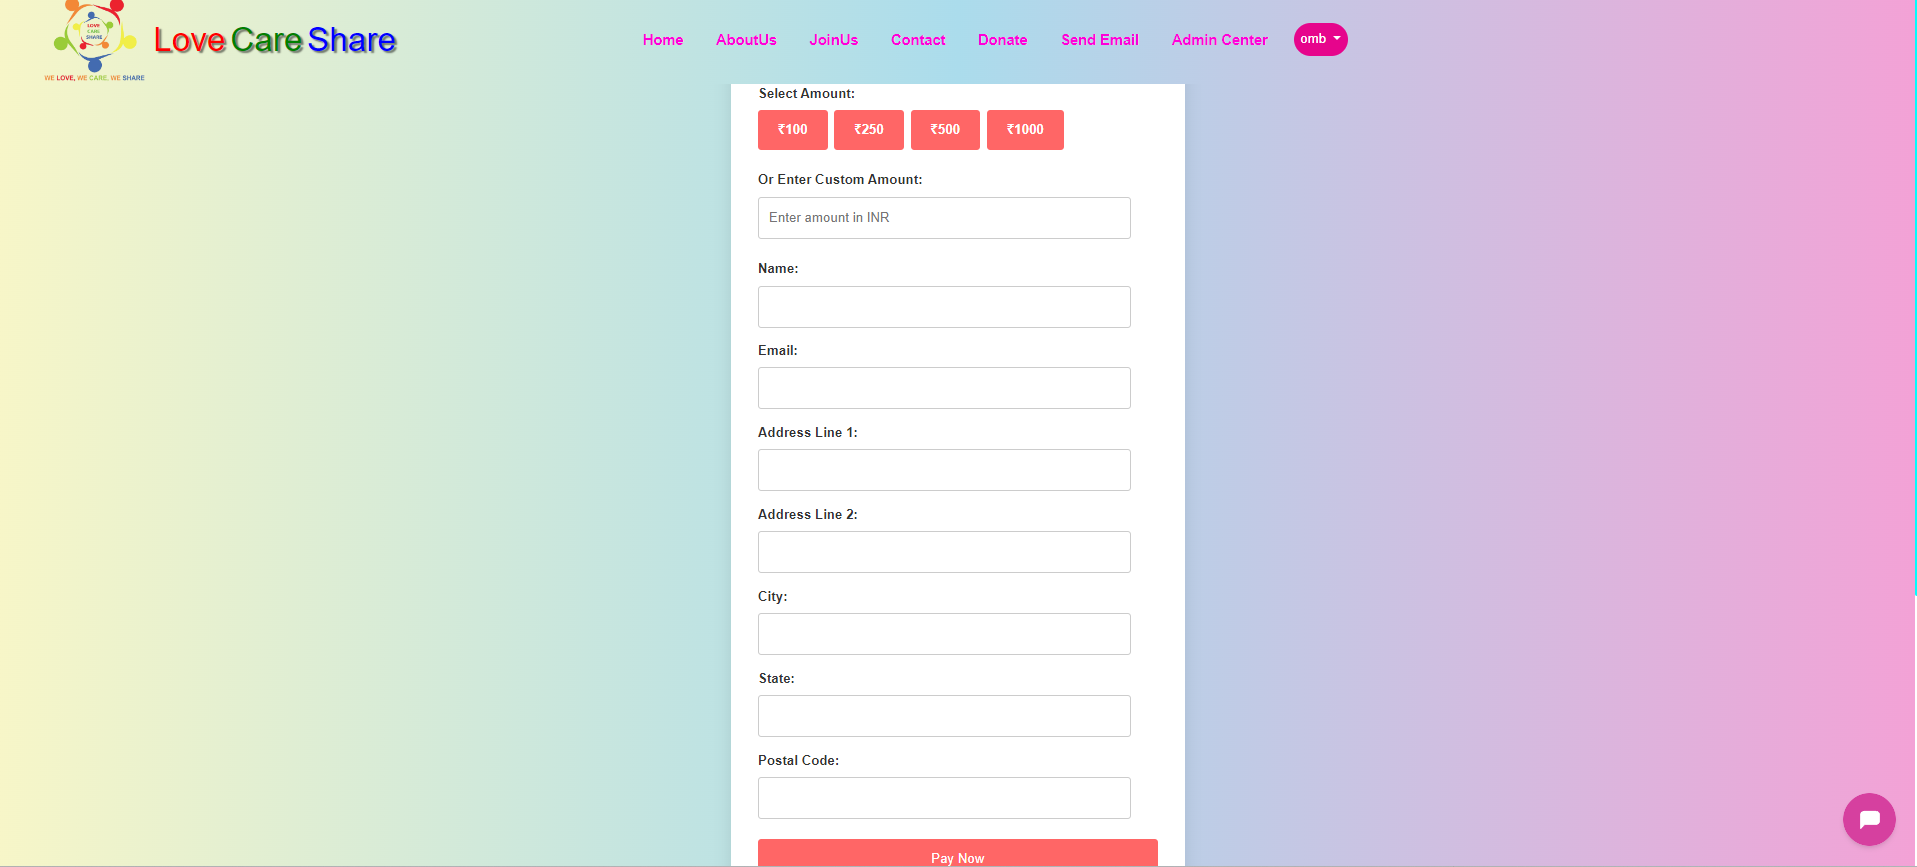 LOVE
CARE
SHARE
WE LOVE, WE CARE, WE SHARE
Love Care Share
Home AboutUs JoinUs Contact Donate Send Email Admin Center omb
Select Amount:
₹100 ₹250 ₹500 ₹1000
Or Enter Custom Amount:
Enter amount in INR
Name:
Email:
Address Line 1:
Address Line 2:
City:
State:
Postal Code:
Pay Now